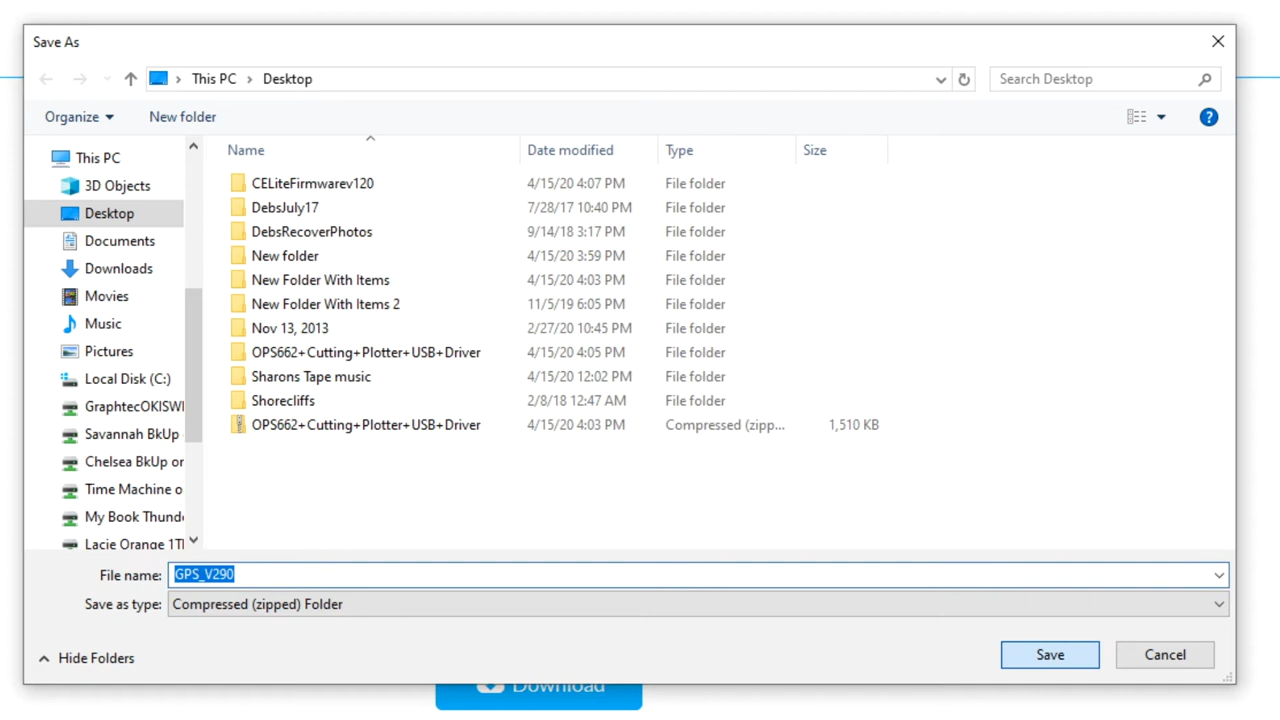 Save As
This PC > Desktop
Search Desktop
Organize
New folder
Name Date modified Type Size
This PC
3D Objects
Desktop
Documents
Downloads
Movies
Music
Pictures
Local Disk (C:)
GraphtecOKISWI
Savannah BkUp
Chelsea BkUp or
Time Machine o
My Book Thund
Lacie Orange 1TI
CELiteFirmwarev120 4/15/20 4:07 PM File folder
DebsJuly17 7/28/17 10:40 PM File folder
DebsRecoverPhotos 9/14/18 3:17 PM File folder
New folder 4/15/20 3:59 PM File folder
New Folder With Items 4/15/20 4:03 PM File folder
New Folder With Items 2 11/5/19 6:05 PM File folder
Nov 13, 2013 2/27/20 10:45 PM File folder
OPS662+Cutting+Plotter+USB+Driver 4/15/20 4:05 PM File folder
Sharons Tape music 4/15/20 12:02 PM File folder
Shorecliffs 2/8/18 12:47 AM File folder
OPS662+Cutting+Plotter+USB+Driver 4/15/20 4:03 PM Compressed (zipp... 1,510 KB
File name: GPS_V290
Save as type: Compressed (zipped) Folder
Hide Folders
Save
Cancel
Download